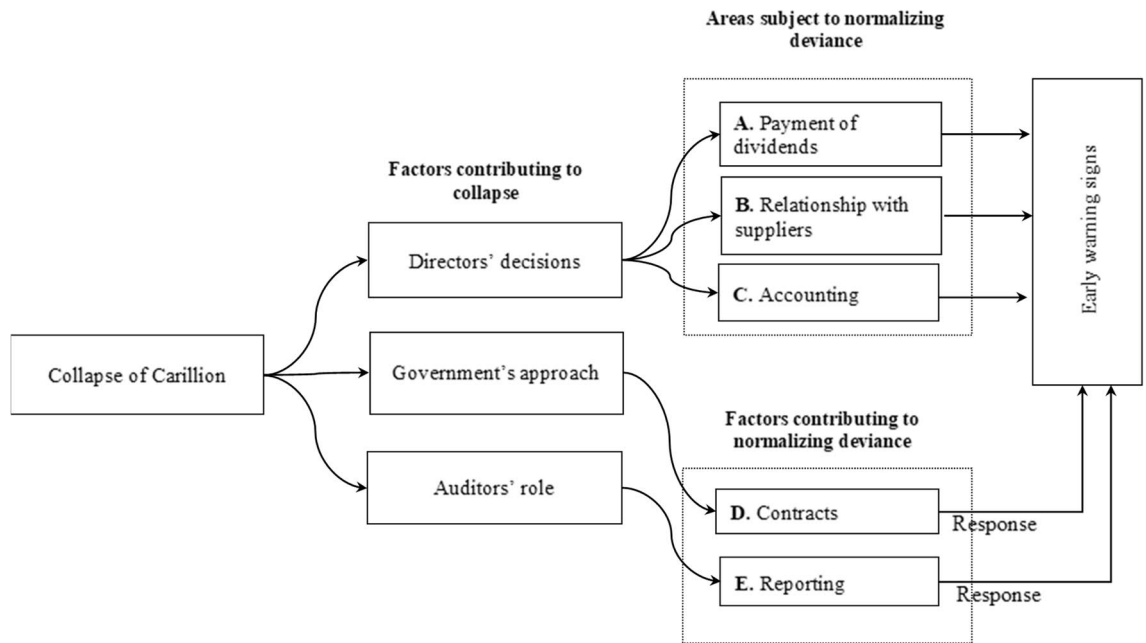 Areas subject to normalizing
deviance
A. Payment of
dividends
Factors contributing to
collapse
B. Relationship with
suppliers
Directors’ decisions
C. Accounting
Early warning signs
Collapse of Carillion
Government’s approach
Factors contributing to
normalizing deviance
Auditors’ role
D. Contracts
Response
E. Reporting
Response